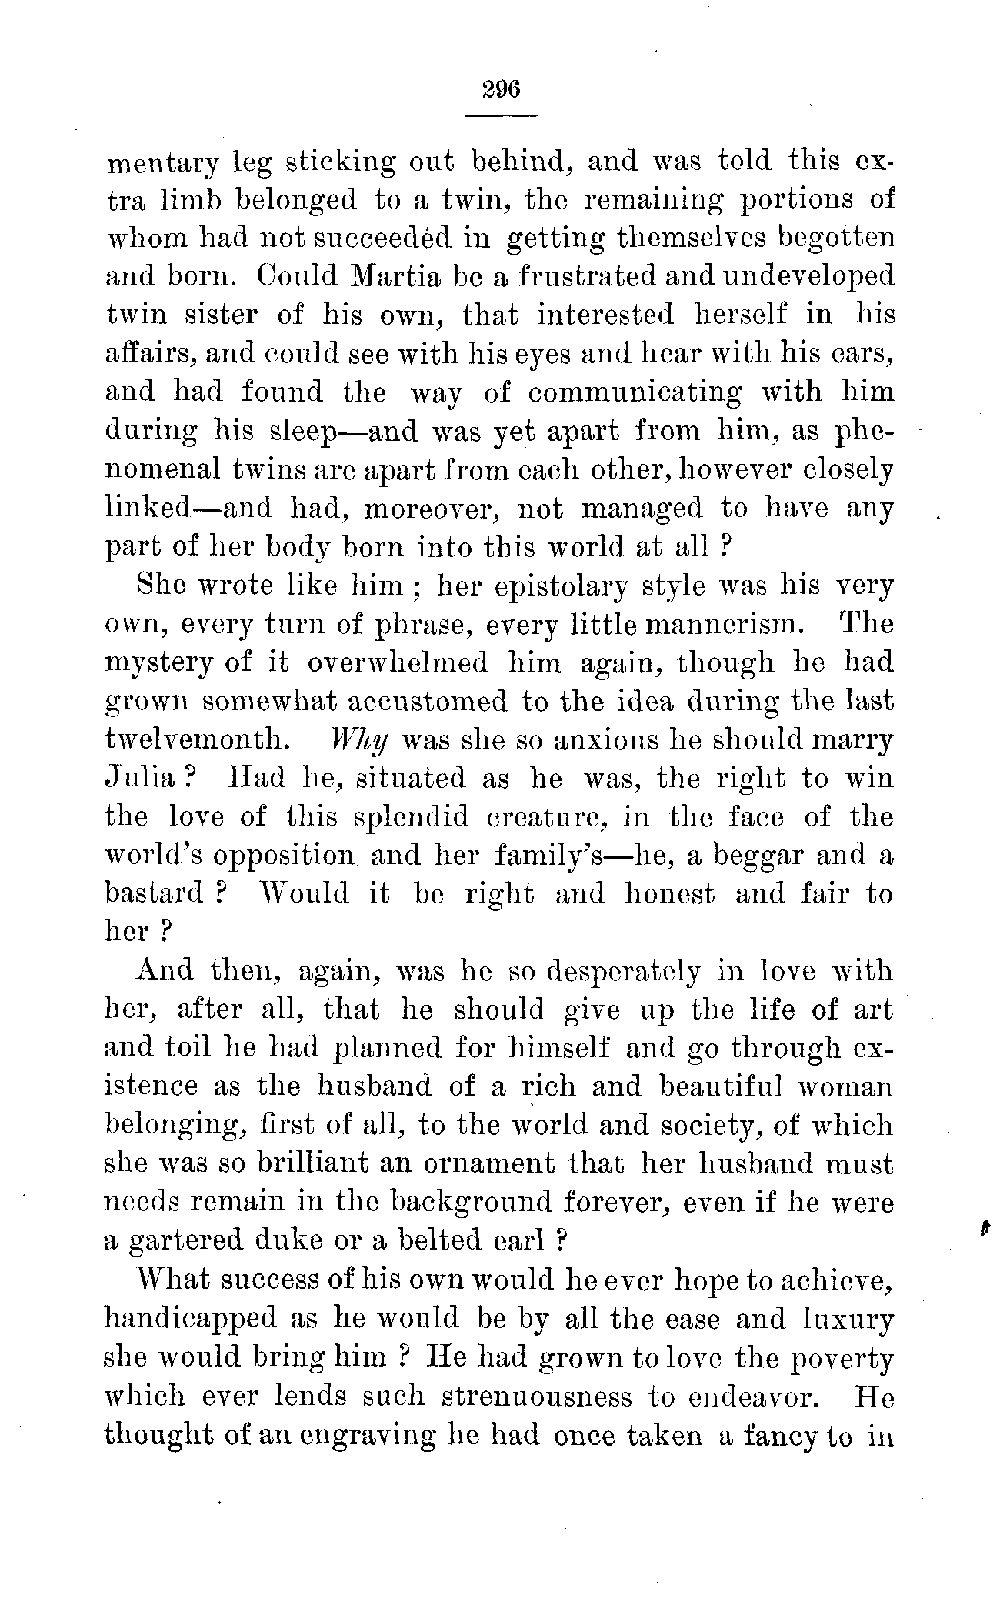 296
mentary leg sticking out behind, and was told this ex-
tra limb belonged to a twin, the remaining portions of
whom had not succeeded in getting themselves begotten
and born. Could Martia be a frustrated and undeveloped
twin sister of his own, that interested herself in his
affairs, and could see with his eyes and hear with his ears,
and had found the way of communicating with him
during his sleep—and was yet apart from him, as phe-
nomenal twins are apart from each other, however closely
linked—and had, moreover, not managed to have any
part of her body born into this world at all ?
She wrote like him ; her epistolary style was his very
own, every turn of phrase, every little mannerism. The
mystery of it overwhelmed him again, though he had
grown somewhat accustomed to the idea during the last
twelvemonth. Why was she so anxious he should marry
Julia ? Had he, situated as he was, the right to win
the love of this splendid creature, in the face of the
world's opposition and her family's—he, a beggar and a
bastard ? Would it be right and honest and fair to
her ?
And then, again, was he so desperately in love with
her, after all, that he should give up the life of art
and toil he had planned for himself and go through ex-
istence as the husband of a rich and beautiful woman
belonging, first of all, to the world and society, of which
she was so brilliant an ornament that her husband must
needs remain in the background forever, even if he were
a gartered duke or a belted earl ?
What success of his own would he ever hope to achieve,
handicapped as he would be by all the ease and luxury
she would bring him ? He had grown to love the poverty
which ever lends such strenuousness to endeavor. He
thought of an engraving he had once taken a fancy to in